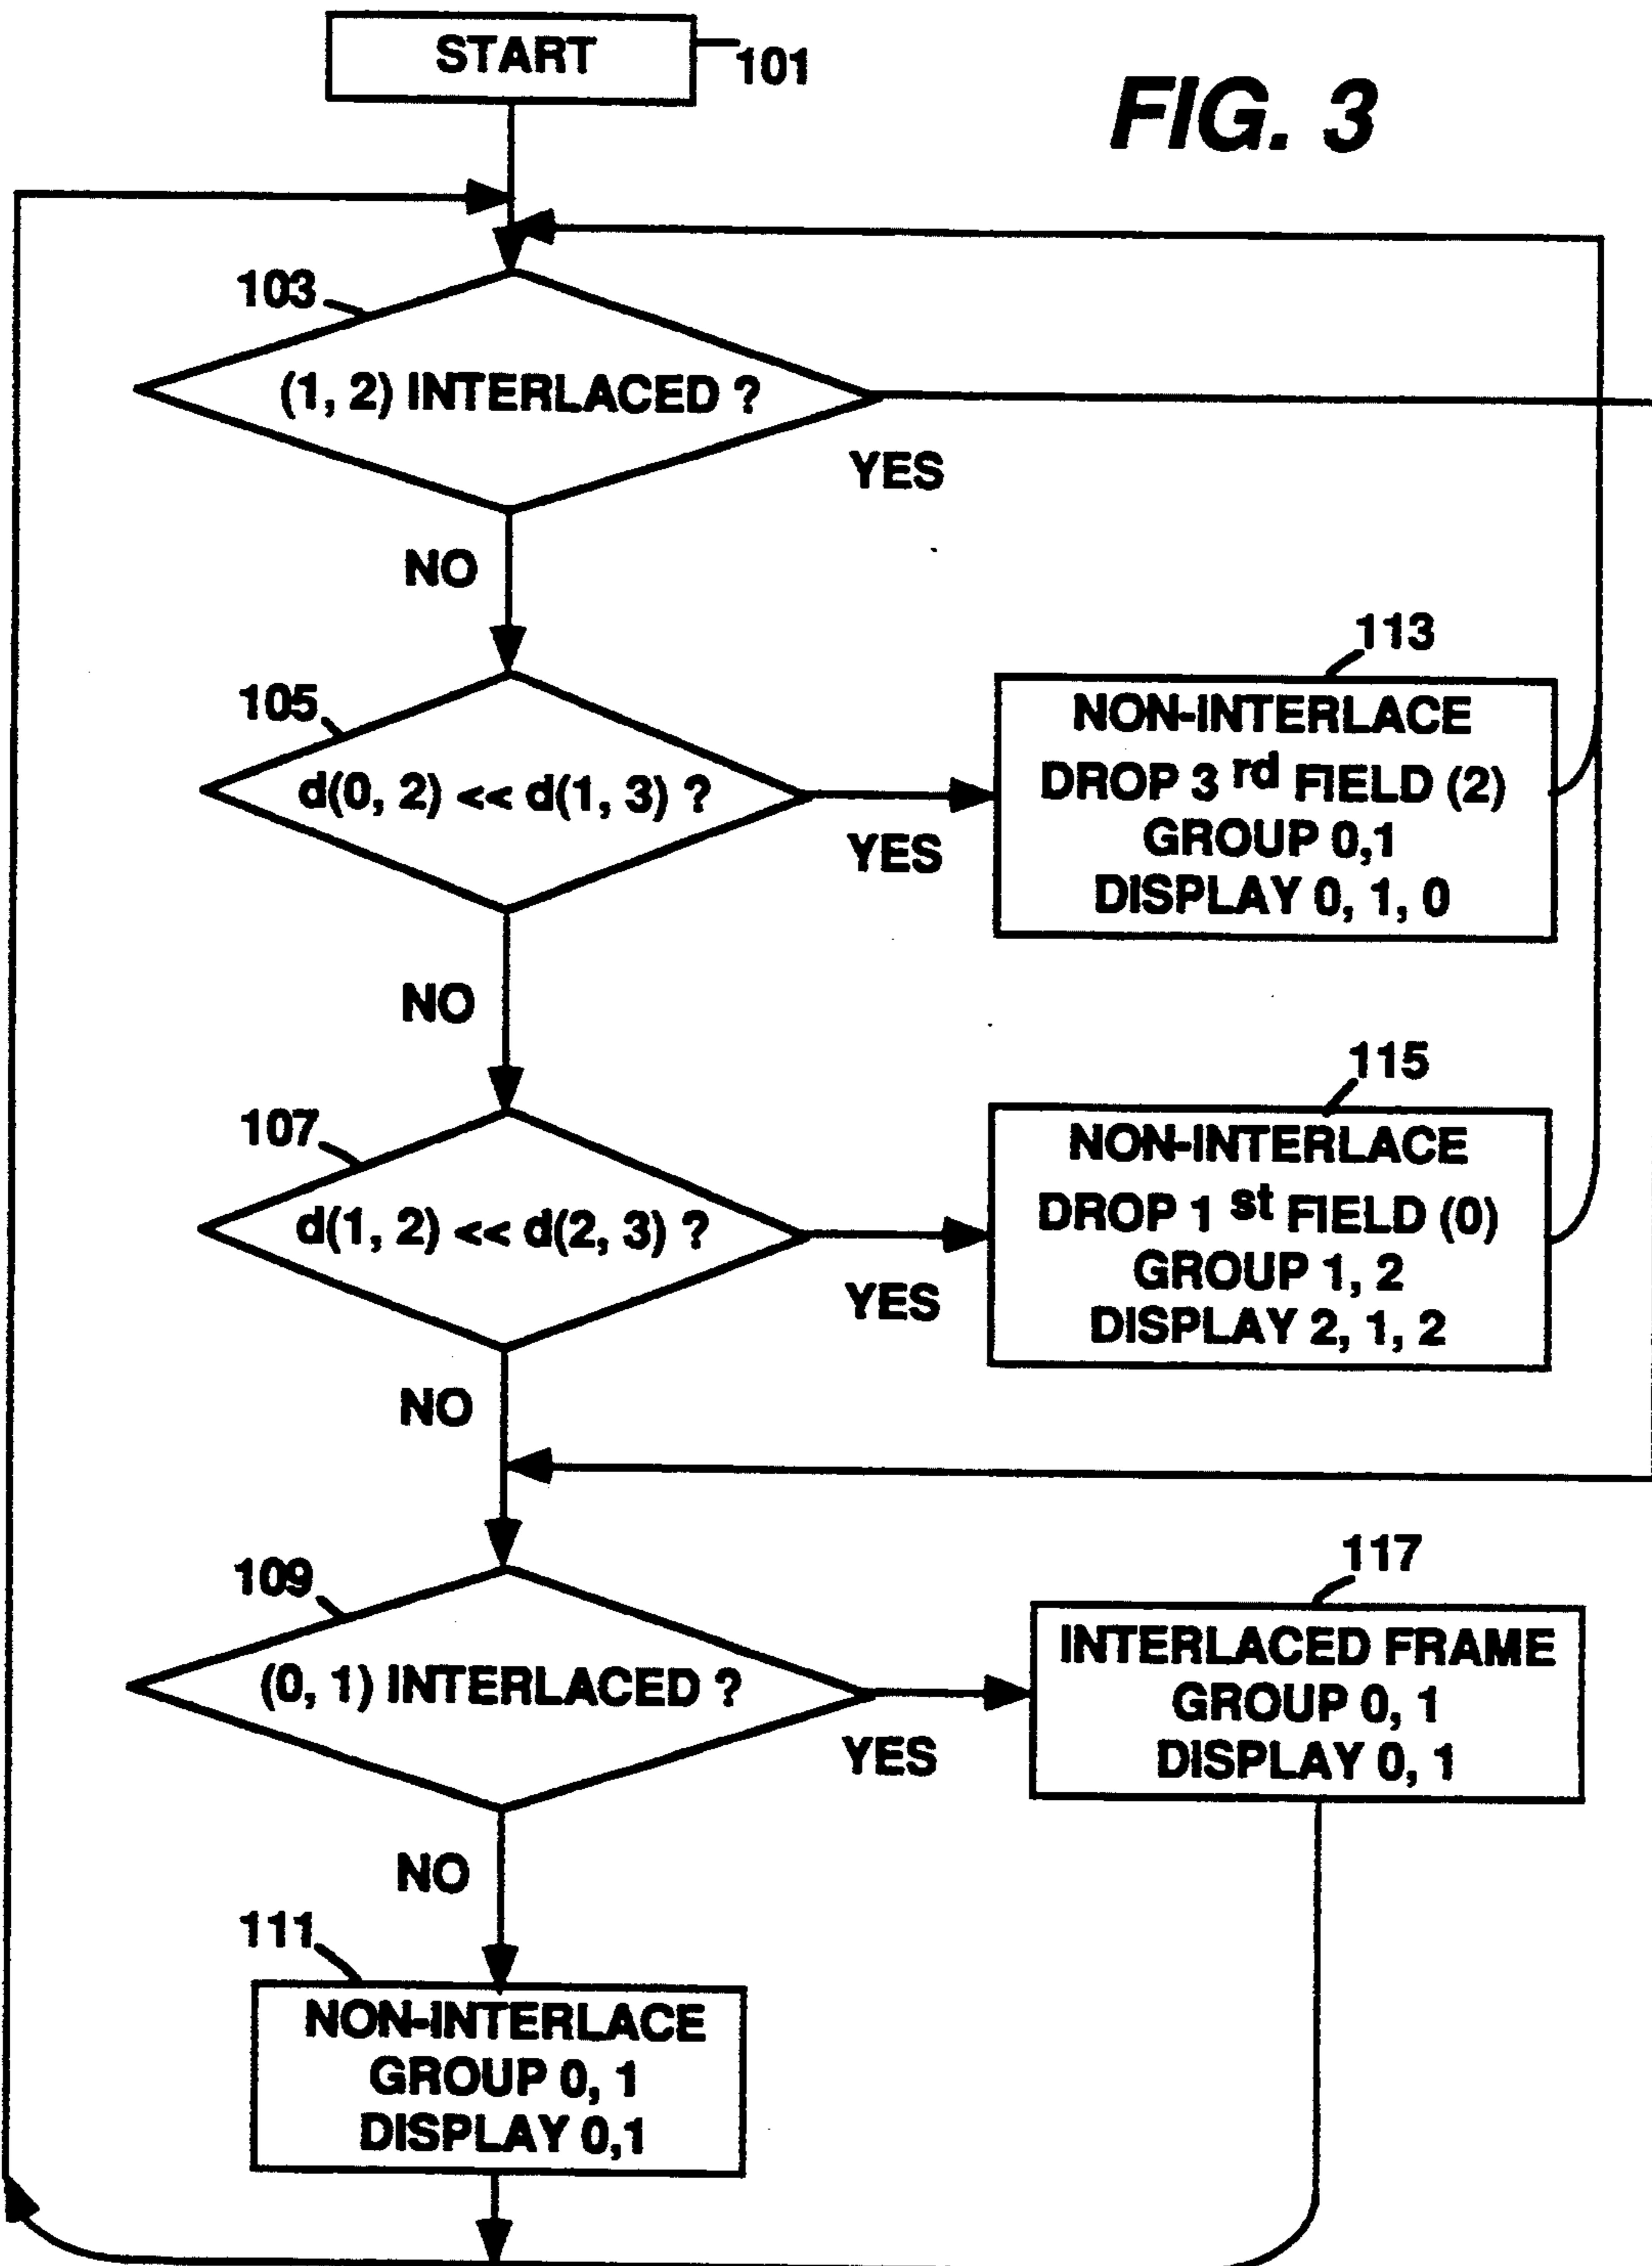 START
101
FIG. 3
103
(1, 2) INTERLACED ?
YES
NO
105
d(0, 2) << d(1, 3) ?
YES
113
NON-INTERLACE
DROP 3 rd FIELD (2)
GROUP 0,1
DISPLAY 0, 1, 0
NO
107
d(1, 2) << d(2, 3) ?
YES
115
NON-INTERLACE
DROP 1 st FIELD (0)
GROUP 1, 2
DISPLAY 2, 1, 2
NO
109
(0, 1) INTERLACED ?
YES
117
INTERLACED FRAME
GROUP 0, 1
DISPLAY 0, 1
NO
111
NON-INTERLACE
GROUP 0, 1
DISPLAY 0,1